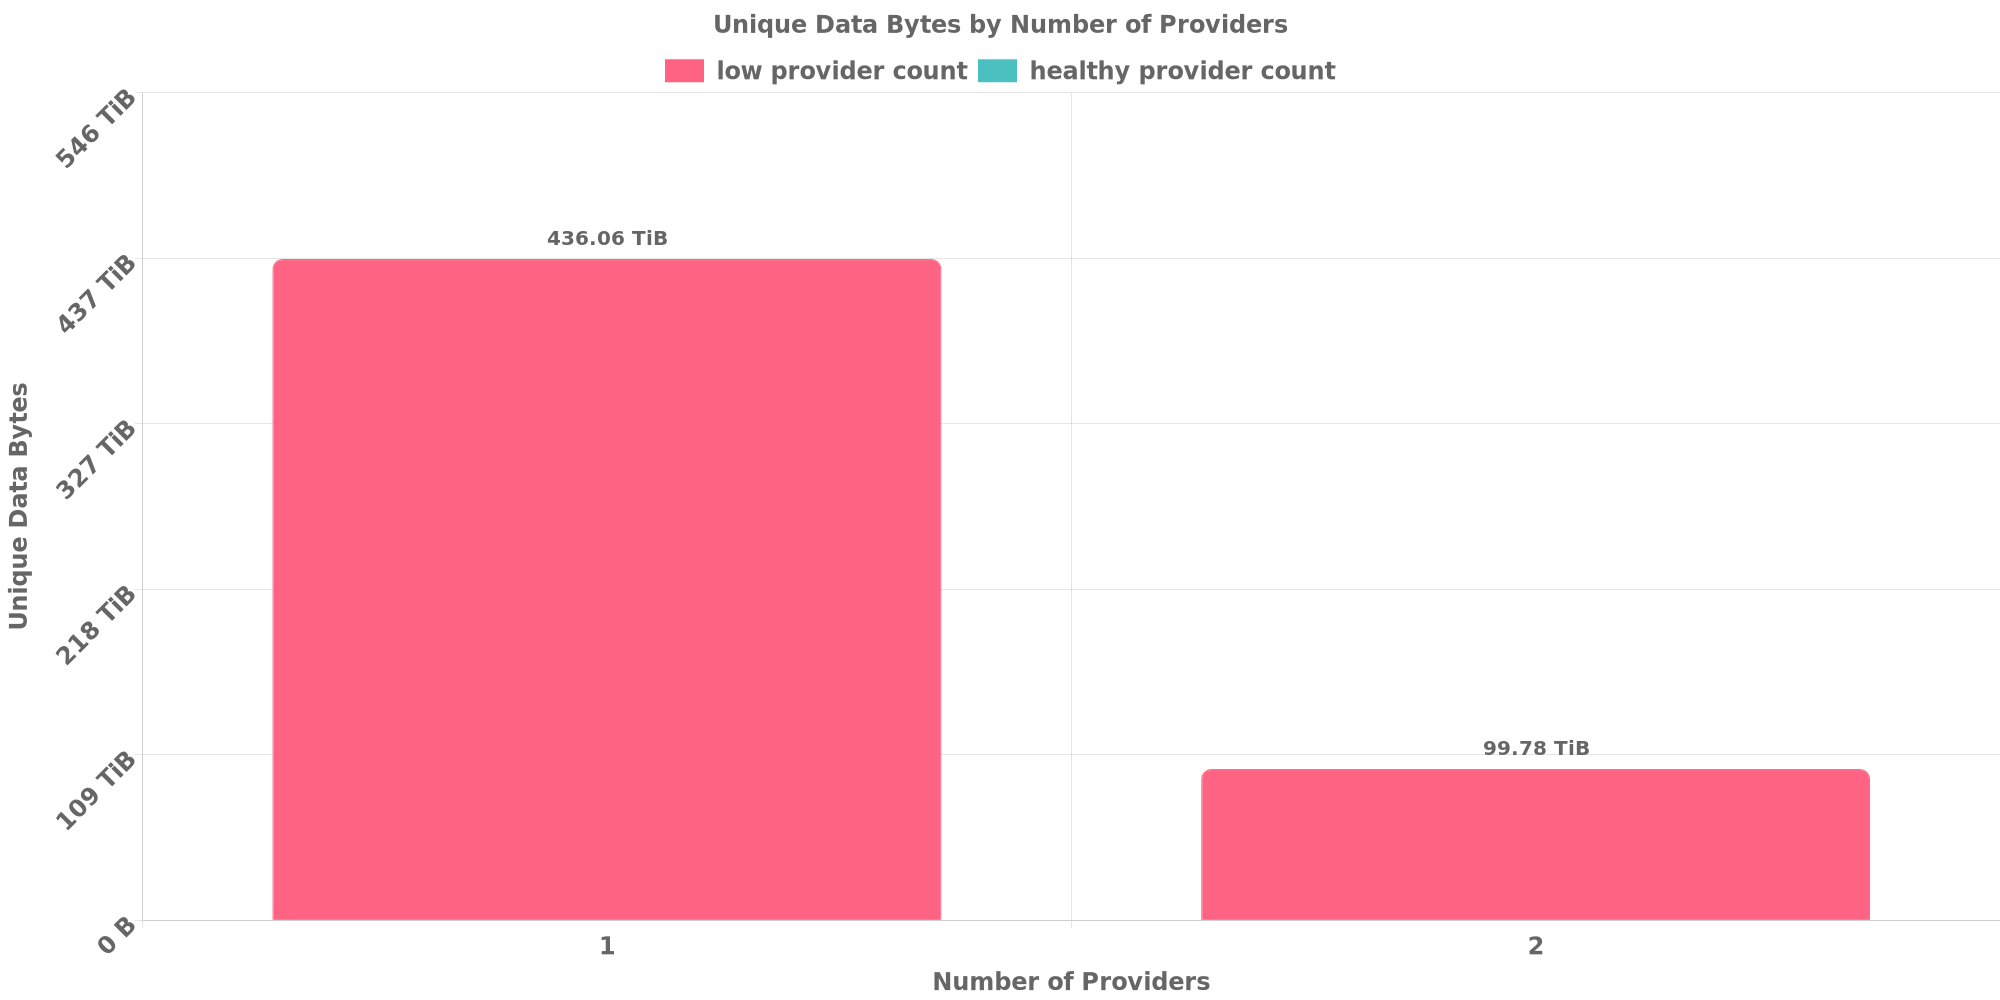 Unique Data Bytes by Number of Providers
low provider count healthy provider count
546 TiB
437 TiB
327 TiB
218 TiB
109 TiB
0 B
Unique Data Bytes
436.06 TiB
99.78 TiB
1 2
Number of Providers